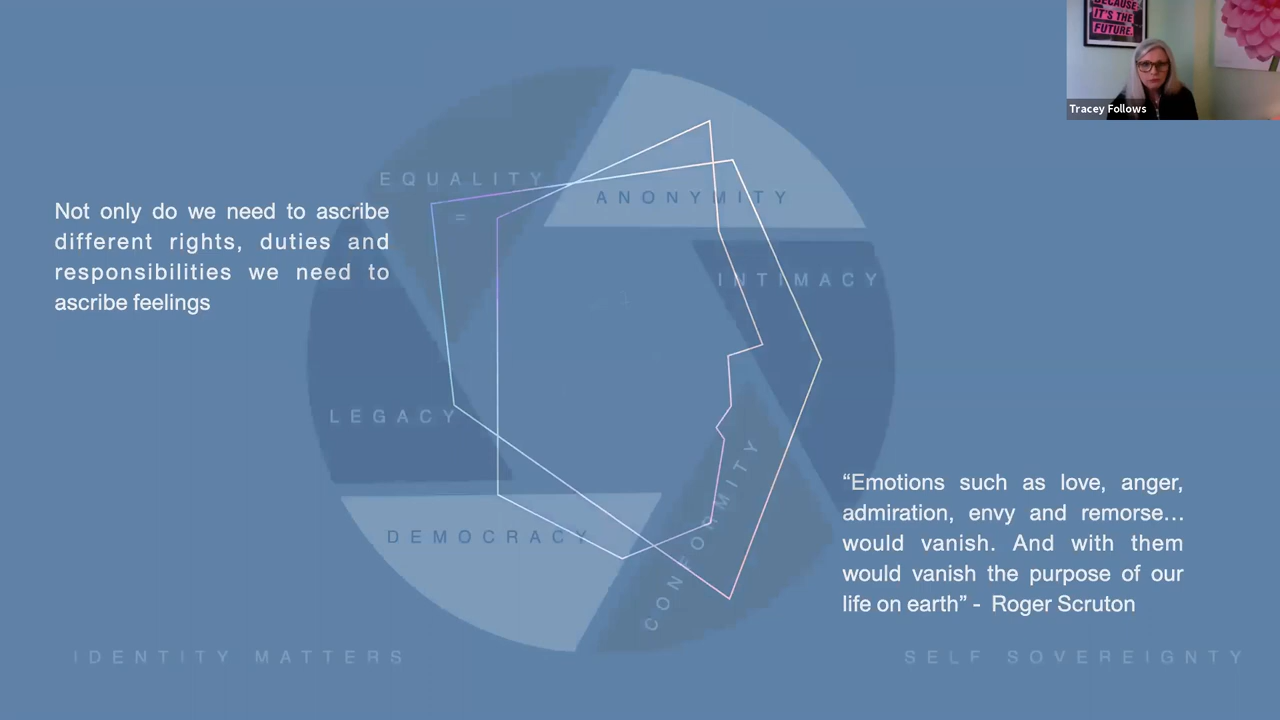 BECAUSE
IT'S THE
FUTURE.
Tracey Follows
EQUALITY
=
ANONYMITY
Not only do we need to ascribe
different rights, duties and
responsibilities we need to
ascribe feelings
INTIMACY
LEGACY
DEMOCRACY
CONFORMITY
“Emotions such as love, anger,
admiration, envy and remorse...
would vanish. And with them
would vanish the purpose of our
life on earth” - Roger Scruton
IDENTITY MATTERS
SELF SOVEREIGNTY